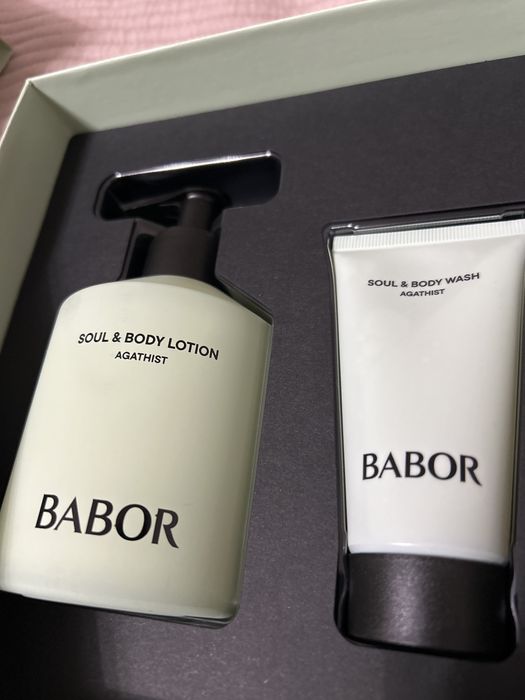 SOUL & BODY LOTION
AGATHIST
BABOR
SOUL & BODY WASH
AGATHIST
BABOR